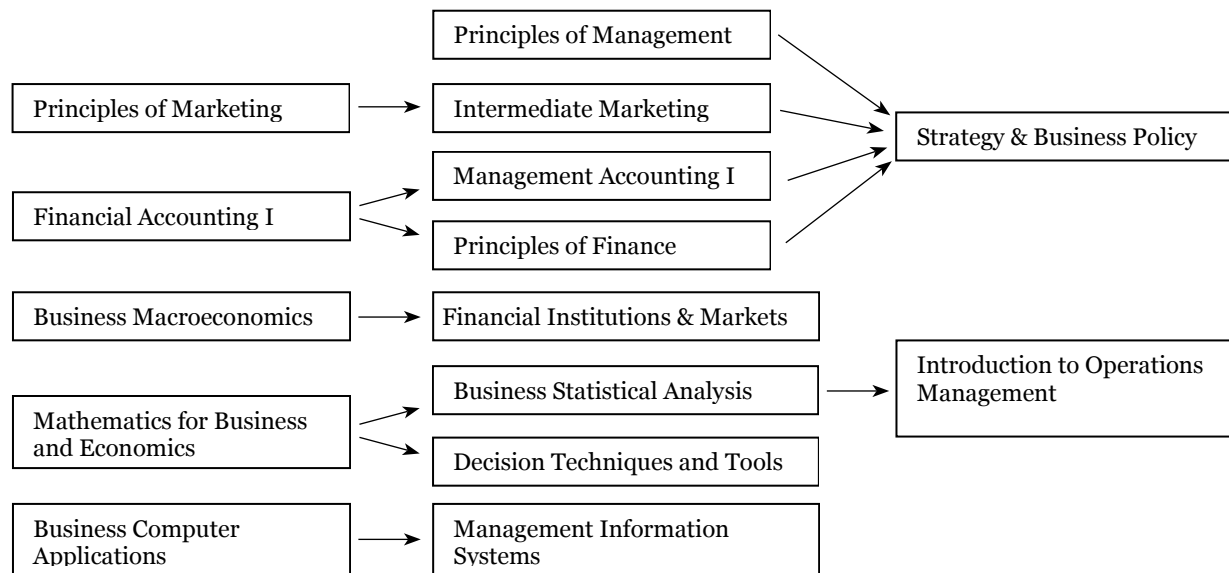 Principles of Management
Principles of Marketing
Intermediate Marketing
Strategy & Business Policy
Management Accounting I
Financial Accounting I
Principles of Finance
Business Macroeconomics
Financial Institutions & Markets
Introduction to Operations
Management
Business Statistical Analysis
Mathematics for Business
and Economics
Decision Techniques and Tools
Business Computer
Applications
Management Information
Systems